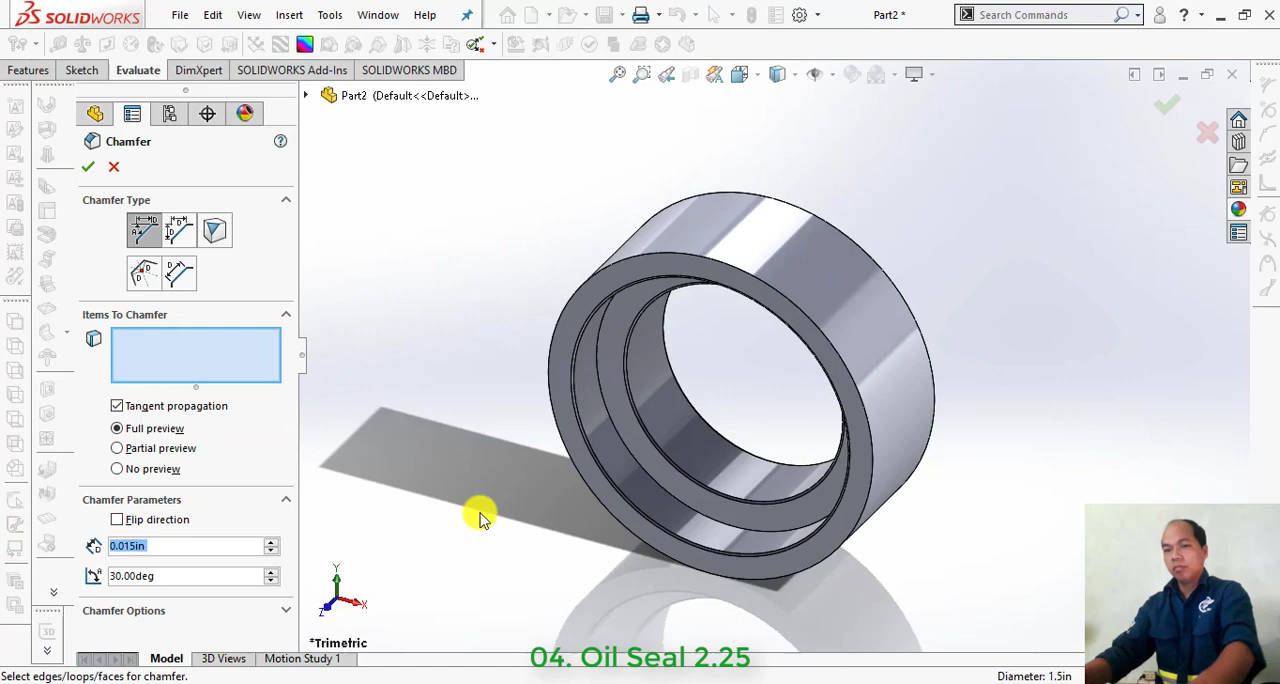 SOLIDWORKS
File Edit View Insert Tools Window Help
Part2 *
Search Commands
Features Sketch Evaluate DimXpert SOLIDWORKS Add-Ins SOLIDWORKS MBD
Part2 (Default<<Default>...
Chamfer
Chamfer Type
Items To Chamfer
Tangent propagation
Full preview
Partial preview
No preview
Chamfer Parameters
Flip direction
0.015in
30.00deg
Chamfer Options
Y
X
Z
*Trimetric
3D
Model 3D Views Motion Study 1
04. Oil Seal 2.25
Select edges/loops/faces for chamfer.
Diameter: 1.5in